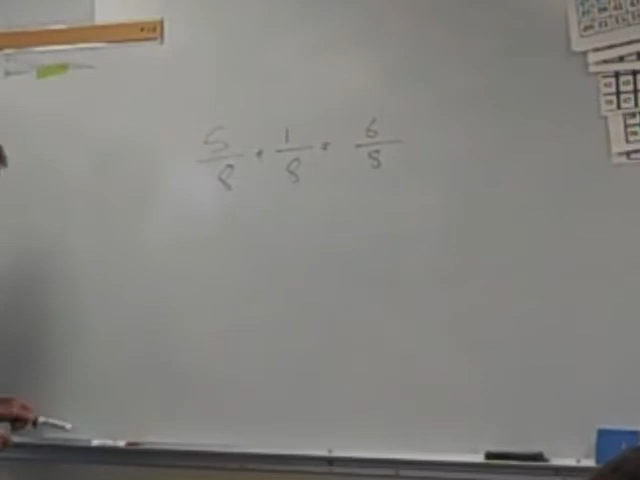 5/8 + 1/8 = 6/8